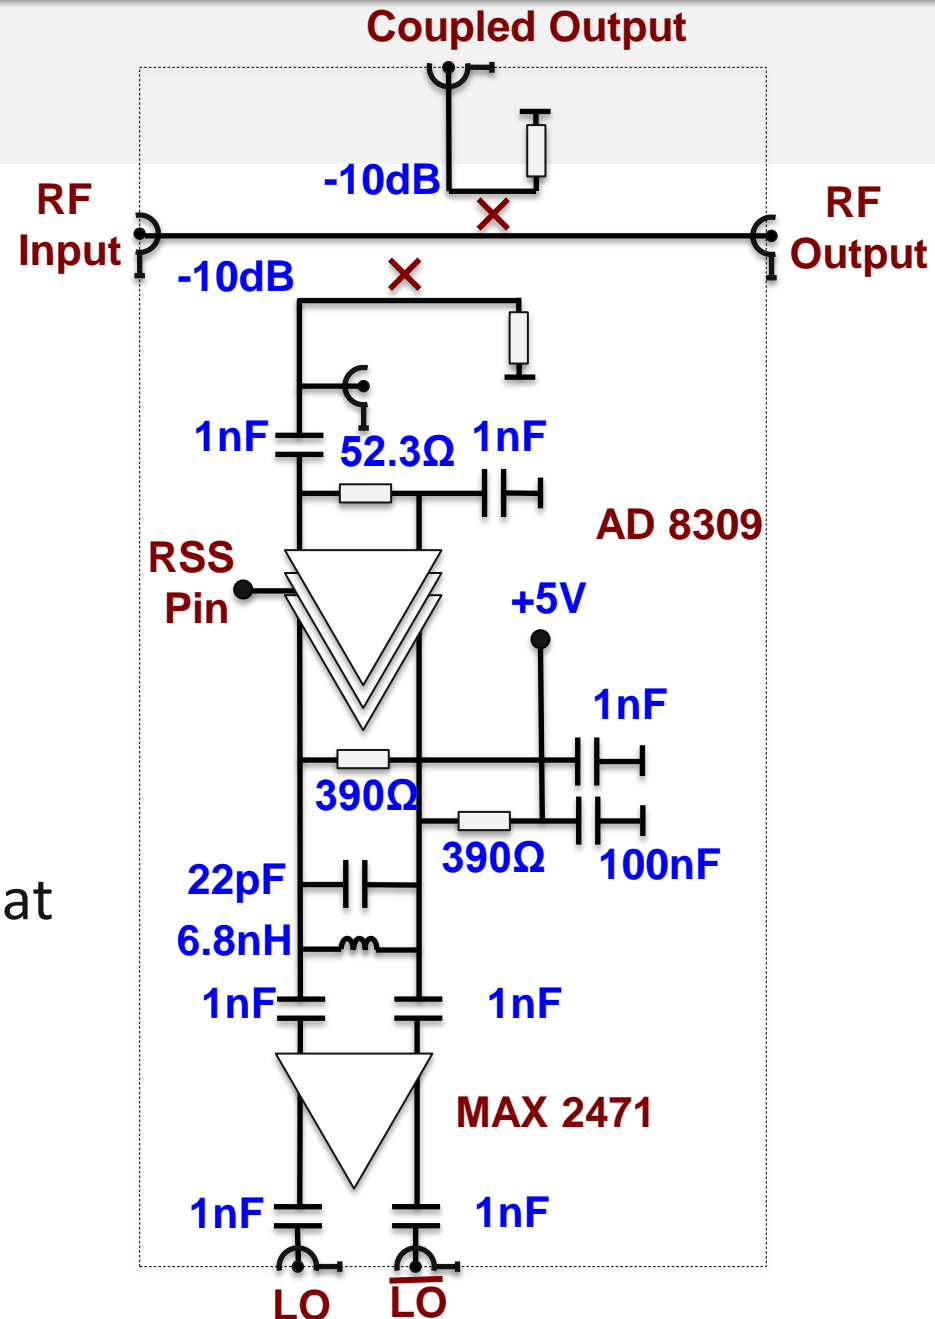 Coupled Output
-10dB
RF
Input
RF
Output
-10dB
1nF
52.3Ω
1nF
AD 8309
RSS
Pin
+5V
1nF
390Ω
390Ω
100nF
22pF
at
6.8nH
1nF
1nF
MAX 2471
1nF
1nF
LO
LO